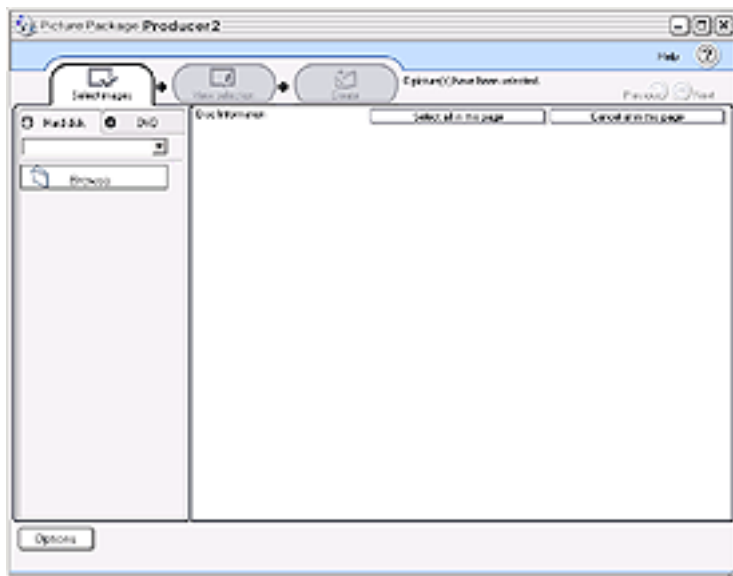 Picture Package Producer2
Help
Select images
View selection
Create
0 picture(s) have been selected.
Previous
Next
Hard disk
DVD
Disc Information
Select all in this page
Cancel all in this page
Browse
Options